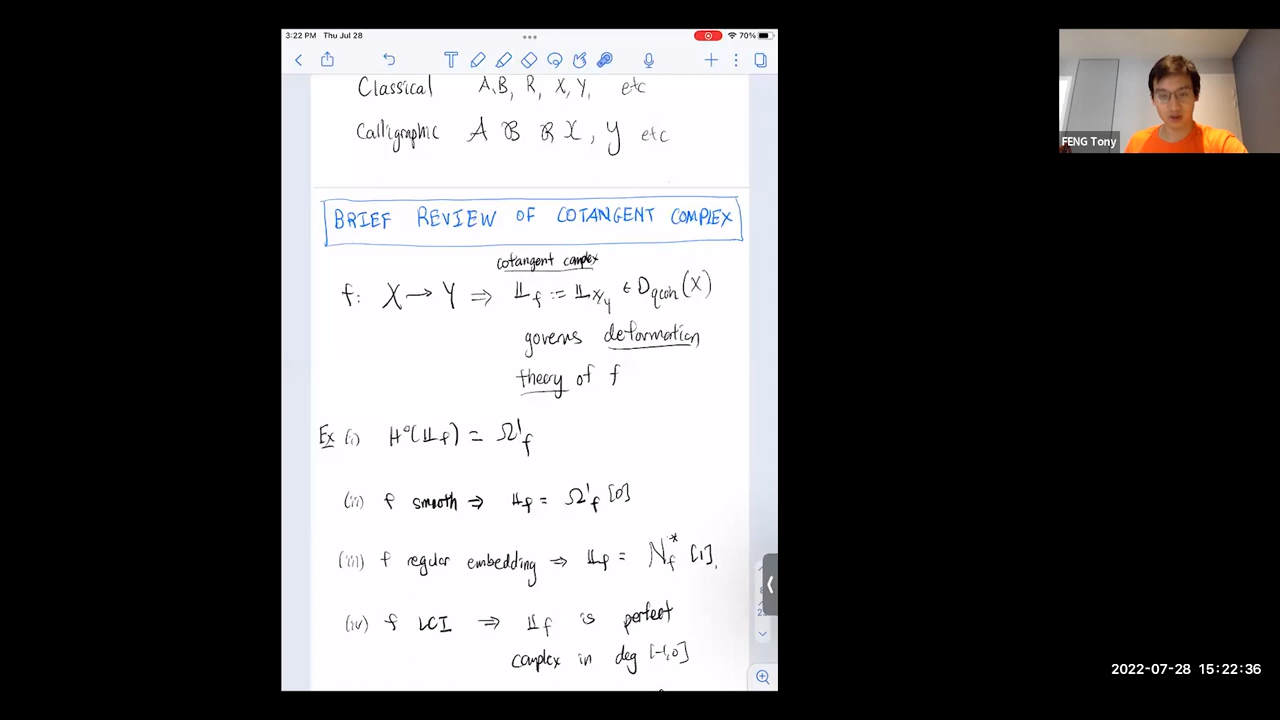 3:22 PM Thu Jul 28
70%
Classical A, B, R, X, Y, etc
Calligraphic 𝒜 ℬ ℛ 𝒳, 𝒴 etc
BRIEF REVIEW OF COTANGENT COMPLEX
cotangent complex
f: X → Y ⇒ 𝕃_f := 𝕃_{X/Y} ∈ D_{qcoh}(X)
governs deformation
theory of f
Ex (i) H⁰(𝕃_f) = Ω¹_f
(ii) f smooth ⇒ 𝕃_f = Ω¹_f [0]
(iii) f regular embedding ⇒ 𝕃_f = N*_f [1],
(iv) f LCI ⇒ 𝕃_f is perfect
complex in deg [-1,0]
FENG Tony
2022-07-28 15:22:36